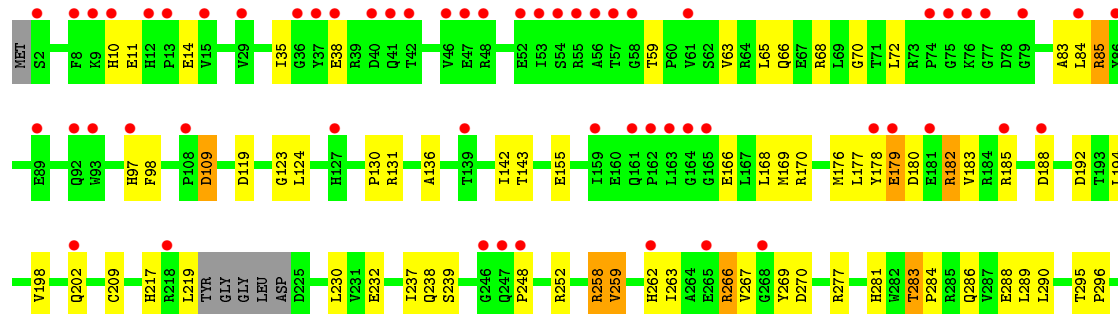 MET S2 F8 K9 H10 E11 H12 P13 E14 V15 V29 I35 G36 Y37 E38 R39 D40 Q41 T42 V46 E47 R48 E52 I53 S54 R55 A56 T57 G58 T59 P60 V61 S62 V63 R64 L65 Q66 E67 R68 L69 G70 T71 L72 R73 P74 G75 K76 G77 D78 G79 A83 L84 R85
E89 Q92 W93 H97 F98 P108 D109 D119 G123 L124 H127 P130 R131 A136 T139 I142 T143 E155 I159 E160 Q161 P162 L163 G164 G165 E166 L167 L168 M169 R170 M176 L177 Y178 E179 D180 E181 R182 V183 R184 R185 D188 D192 T193
V198 Q202 C209 H217 R218 L219 TYR GLY GLY LEU ASP D225 L230 V231 E232 I237 Q238 S239 G246 Q247 P248 R252 R258 V259 H262 I263 A264 E265 R266 V267 G268 Y269 D270 R277 H281 W282 T283 P284 R285 Q286 V287 E288 L289 L290 T295 P296